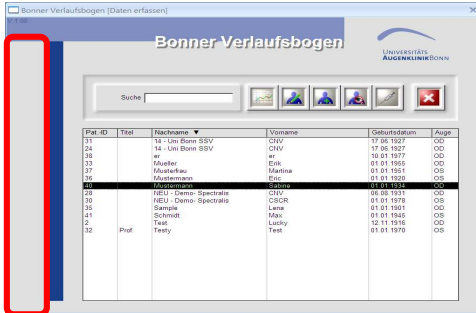 Bonner Verlaufsbogen [Daten erfassen]
Bonner Verlaufsbogen
UNIVERSITÄTS
AUGENKLINIKBONN
Suche
Pat.-ID Titel Nachname ▼ Vorname Geburtsdatum Auge
31 14 - Uni Bonn SSV CNV 17.06.1927 OD
24 14 - Uni Bonn SSV CNV 17.06.1927 OD
38 er er 10.01.1977 OD
33 Mueller Erik 01.01.1955 OD
37 Musterfrau Martina 01.01.1951 OS
36 Mustermann Eric 01.01.1920 OS
40 Mustermann Sabine 01.01.1934 OD
28 NEU - Demo- Spectralis CNV 06.08.1931 OD
30 NEU - Demo- Spectralis CSCR 01.01.1978 OS
35 Sample Lena 01.01.1901 OD
41 Schmidt Max. 01.01.1945 OS
2 Test Lucky 12.11.1916 OD
32 Prof. Testy Test 01.01.1970 OS